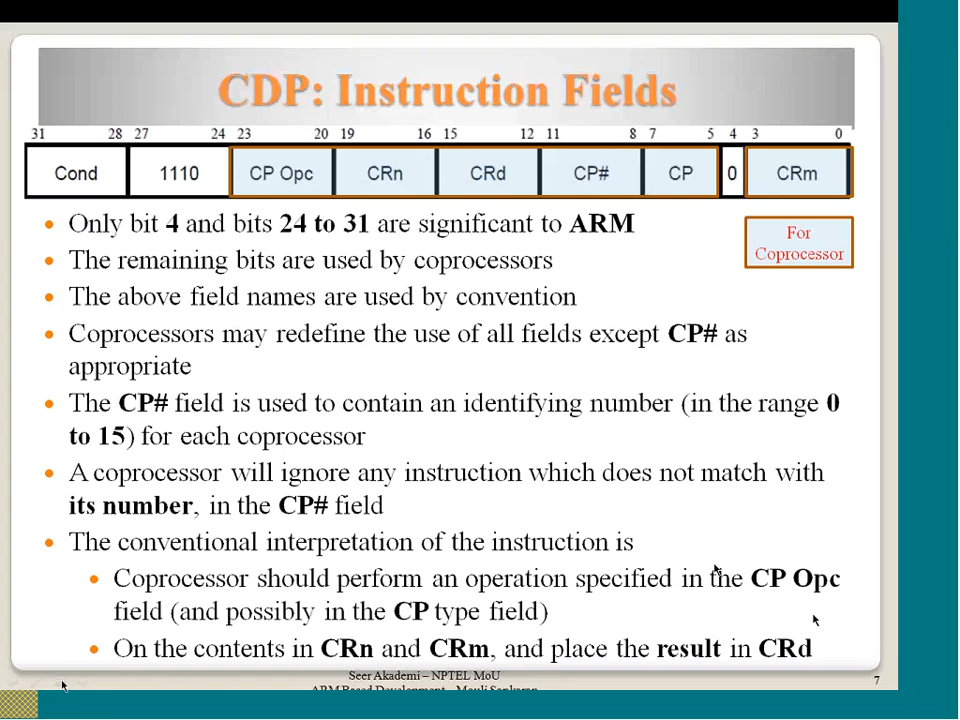 CDP: Instruction Fields
31 28 27 24 23 20 19 16 15 12 11 8 7 5 4 3 0
Cond 1110 CP Opc CRn CRd CP# CP 0 CRm
• Only bit 4 and bits 24 to 31 are significant to ARM
For
Coprocessor
• The remaining bits are used by coprocessors
• The above field names are used by convention
• Coprocessors may redefine the use of all fields except CP# as
appropriate
• The CP# field is used to contain an identifying number (in the range 0
to 15) for each coprocessor
• A coprocessor will ignore any instruction which does not match with
its number, in the CP# field
• The conventional interpretation of the instruction is
• Coprocessor should perform an operation specified in the CP Opc
field (and possibly in the CP type field)
• On the contents in CRn and CRm, and place the result in CRd
Seer Akademi – NPTEL MoU
ARM Based Development - Mouli Sankaran
7